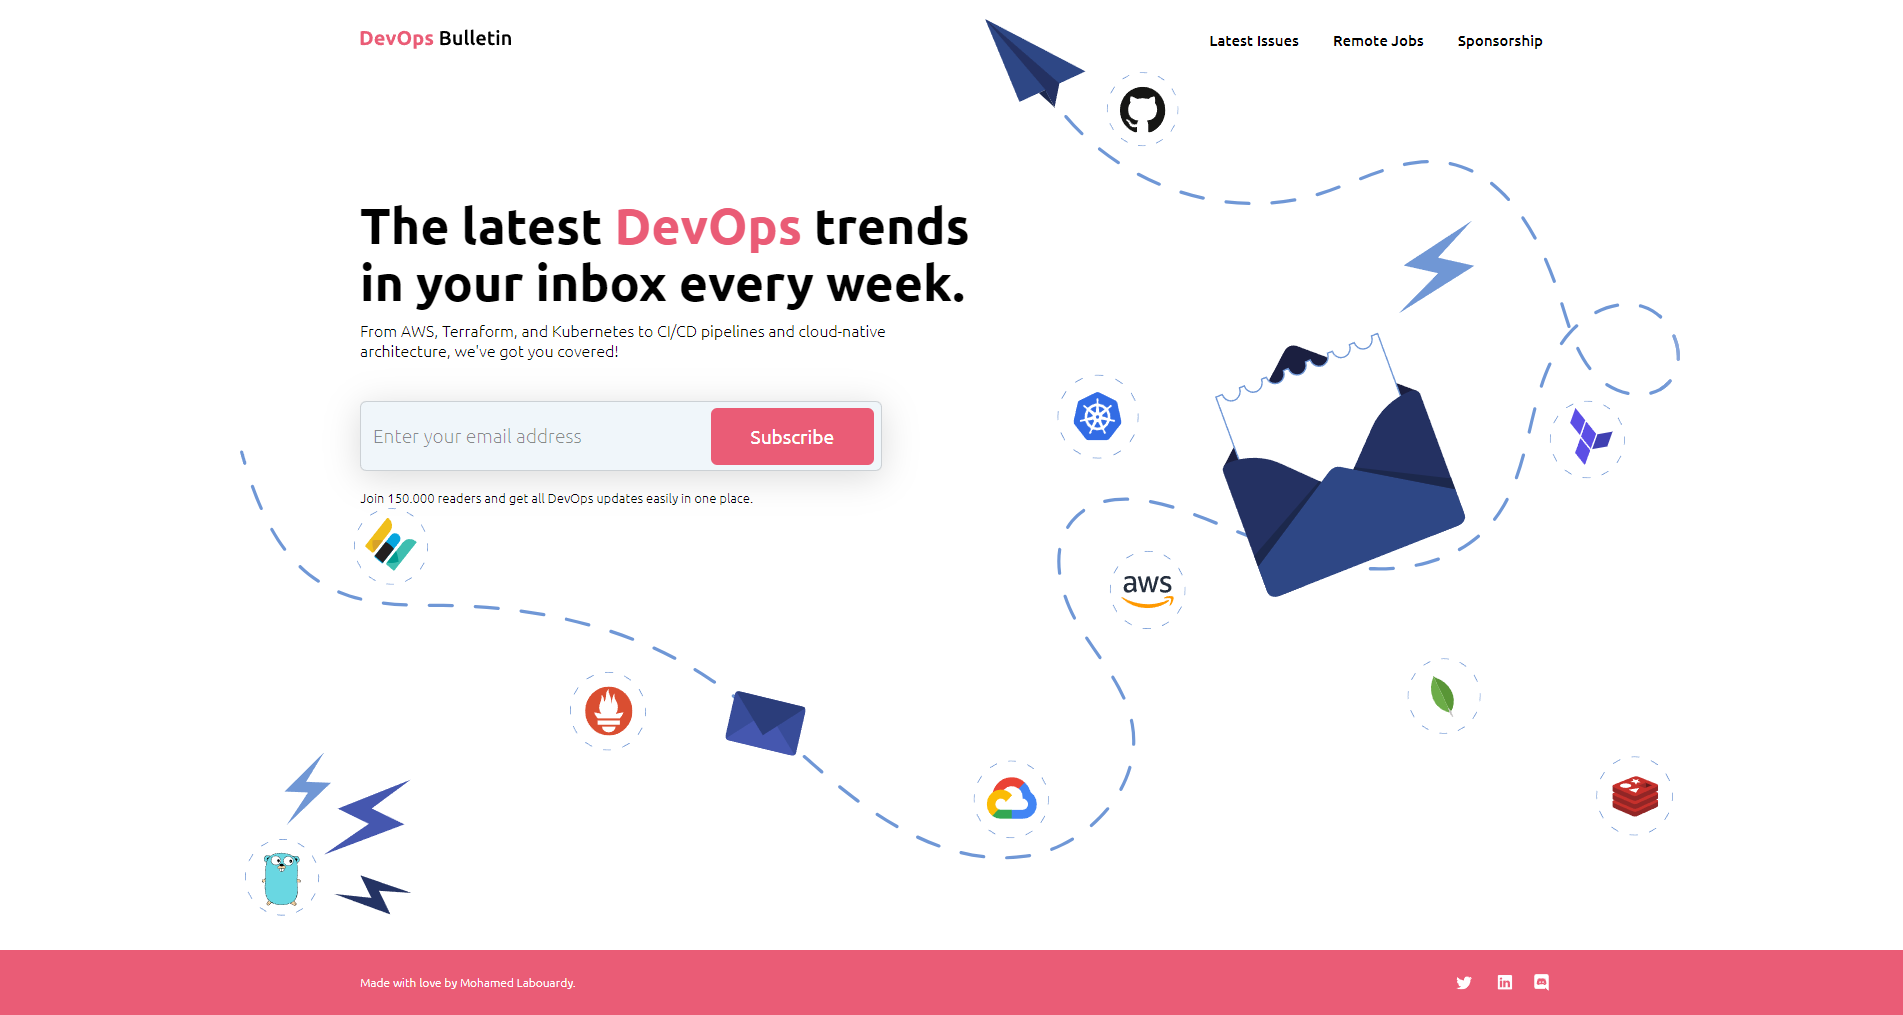 DevOps Bulletin
Latest Issues
Remote Jobs
Sponsorship
The latest DevOps trends
in your inbox every week.
From AWS, Terraform, and Kubernetes to CI/CD pipelines and cloud-native
architecture, we've got you covered!
Enter your email address
Subscribe
Join 150.000 readers and get all DevOps updates easily in one place.
aws
Made with love by Mohamed Labouardy.
in